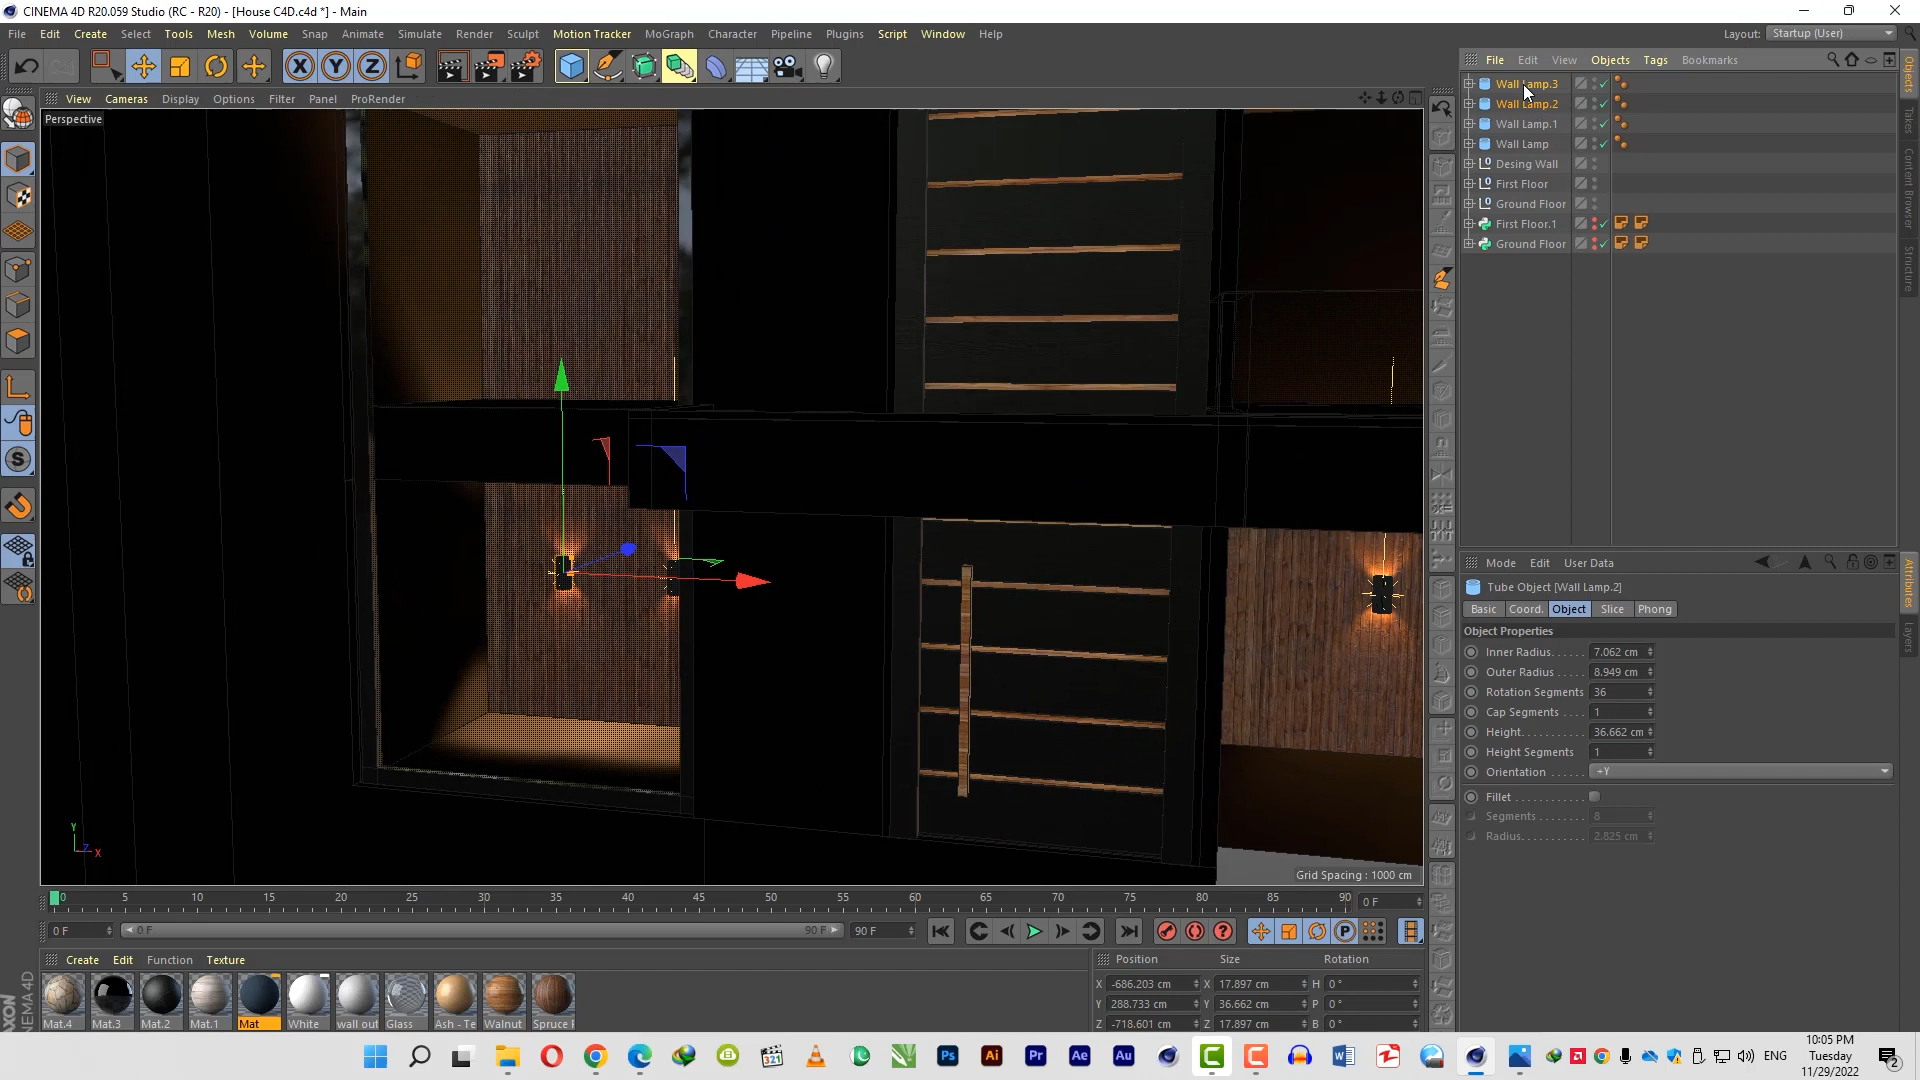 CINEMA 4D R20.059 Studio (RC - R20) - [House C4D.c4d *] - Main
File Edit Create Select Tools Mesh Volume Snap Animate Simulate Render Sculpt Motion Tracker MoGraph Character Pipeline Plugins Script Window Help
Layout: Startup (User)
View Cameras Display Options Filter Panel ProRender
File Edit View Objects Tags Bookmarks
Perspective
Wall Lamp.3
Wall Lamp.2
Wall Lamp.1
Wall Lamp
Desing Wall
First Floor
Ground Floor
First Floor.1
Ground Floor
Objects
Takes
Content Browser
Structure
Mode Edit User Data
Tube Object [Wall Lamp.2]
Basic Coord. Object Slice Phong
Object Properties
Inner Radius. . . . . . 7.062 cm
Outer Radius . . . . . 8.949 cm
Rotation Segments 36
Cap Segments . . . . 1
Height. . . . . . . . . . . 36.662 cm
Height Segments 1
Orientation . . . . . . +Y
Fillet . . . . . . . . . . . .
Segments . . . . . . . . 8
Radius. . . . . . . . . . . 2.825 cm
Attributes
Layers
Y
Z
X
Grid Spacing : 1000 cm
0 5 10 15 20 25 30 35 40 45 50 55 60 65 70 75 80 85 90 0 F
0 F 0 F 90 F 90 F
Create Edit Function Texture
Mat.4 Mat.3 Mat.2 Mat.1 Mat White wall out Glass Ash - Te Walnut Spruce
Position Size Rotation
X -686.203 cm X 17.897 cm H 0 °
Y 288.733 cm Y 36.662 cm P 0 °
Z -718.601 cm Z 17.897 cm B 0 °
ENG
10:05 PM
Tuesday
11/29/2022
2